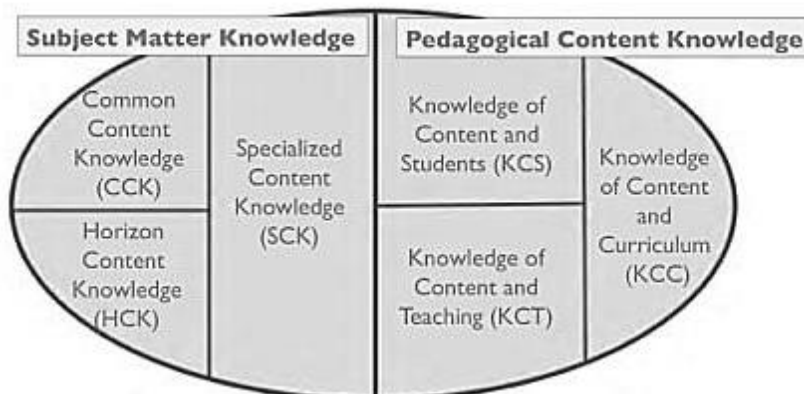 Subject Matter Knowledge
Pedagogical Content Knowledge
Common
Content
Knowledge
(CCK)
Horizon
Content
Knowledge
(HCK)
Specialized
Content
Knowledge
(SCK)
Knowledge of
Content and
Students (KCS)
Knowledge of
Content and
Teaching (KCT)
Knowledge
of Content
and
Curriculum
(KCC)